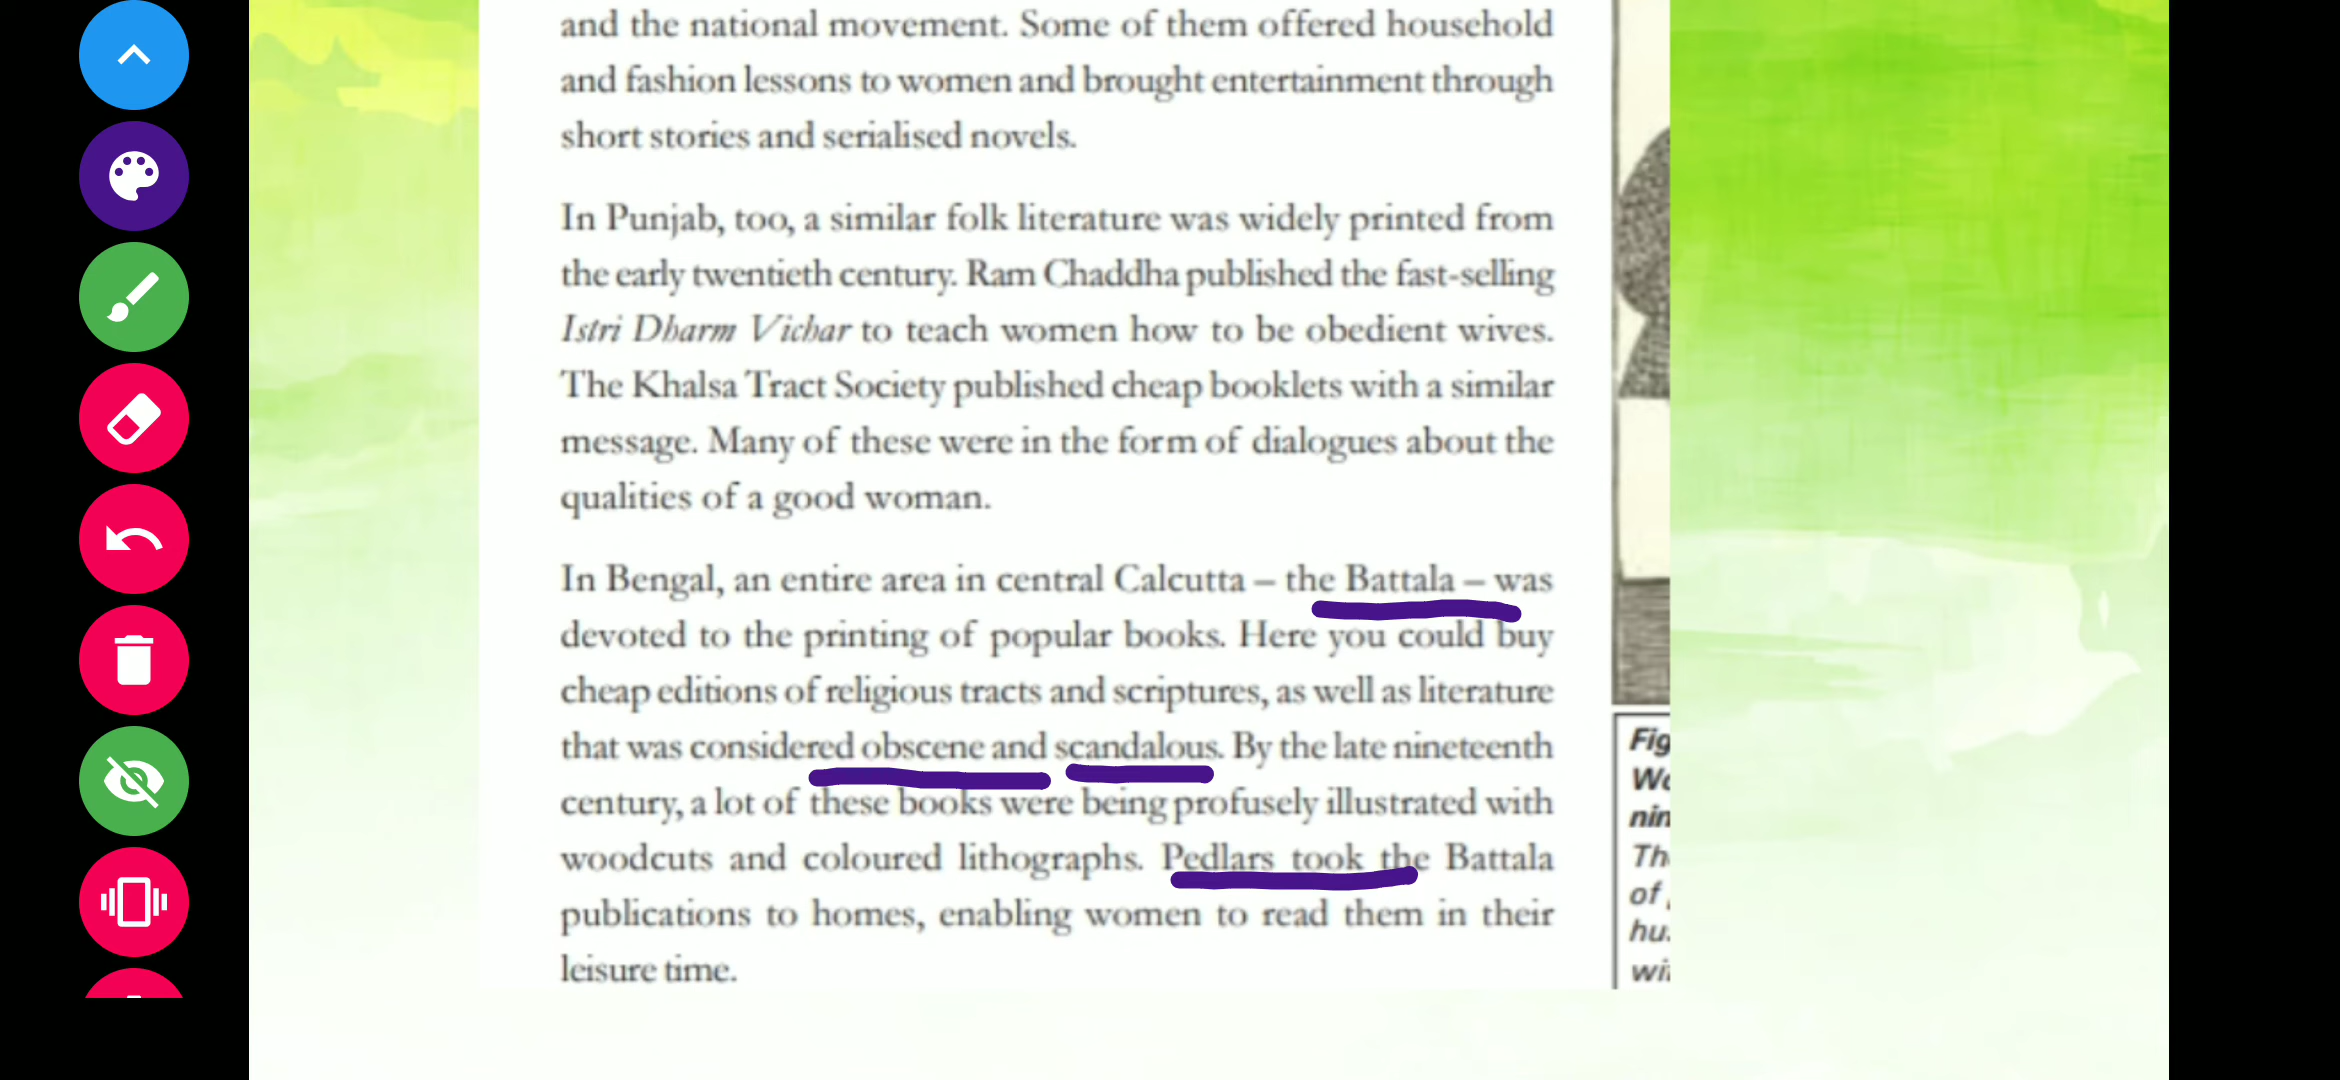 and the national movement. Some of them offered household
and fashion lessons to women and brought entertainment through
short stories and serialised novels.
In Punjab, too, a similar folk literature was widely printed from
the early twentieth century. Ram Chaddha published the fast-selling
Istri Dharm Vichar to teach women how to be obedient wives.
The Khalsa Tract Society published cheap booklets with a similar
message. Many of these were in the form of dialogues about the
qualities of a good woman.
In Bengal, an entire area in central Calcutta – the Battala – was
devoted to the printing of popular books. Here you could buy
cheap editions of religious tracts and scriptures, as well as literature
that was considered obscene and scandalous. By the late nineteenth
century, a lot of these books were being profusely illustrated with
woodcuts and coloured lithographs. Pedlars took the Battala
publications to homes, enabling women to read them in their
leisure time.
Fig
nin
of